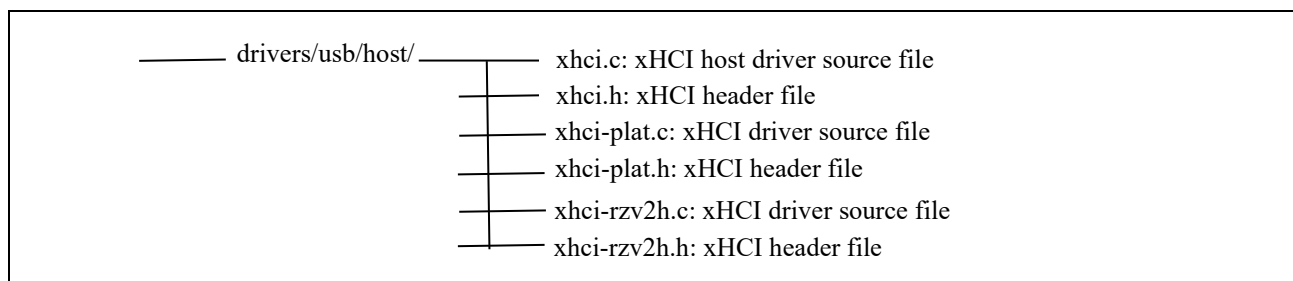 drivers/usb/host/ xhci.c: xHCI host driver source file
xhci.h: xHCI header file
xhci-plat.c: xHCI driver source file
xhci-plat.h: xHCI header file
xhci-rzv2h.c: xHCI driver source file
xhci-rzv2h.h: xHCI header file